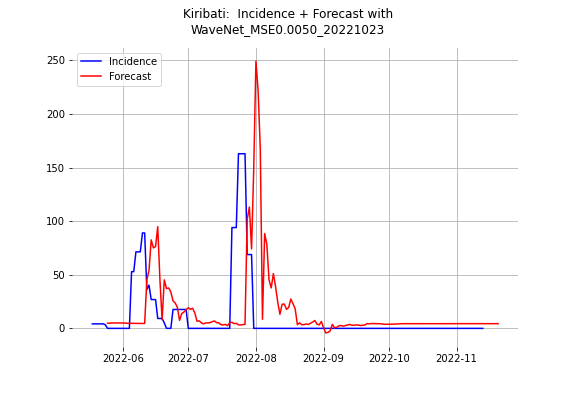 Kiribati:  Incidence + Forecast with
WaveNet_MSE0.0050_20221023
Incidence
Forecast
250
200
150
100
50
0
2022-06 2022-07 2022-08 2022-09 2022-10 2022-11